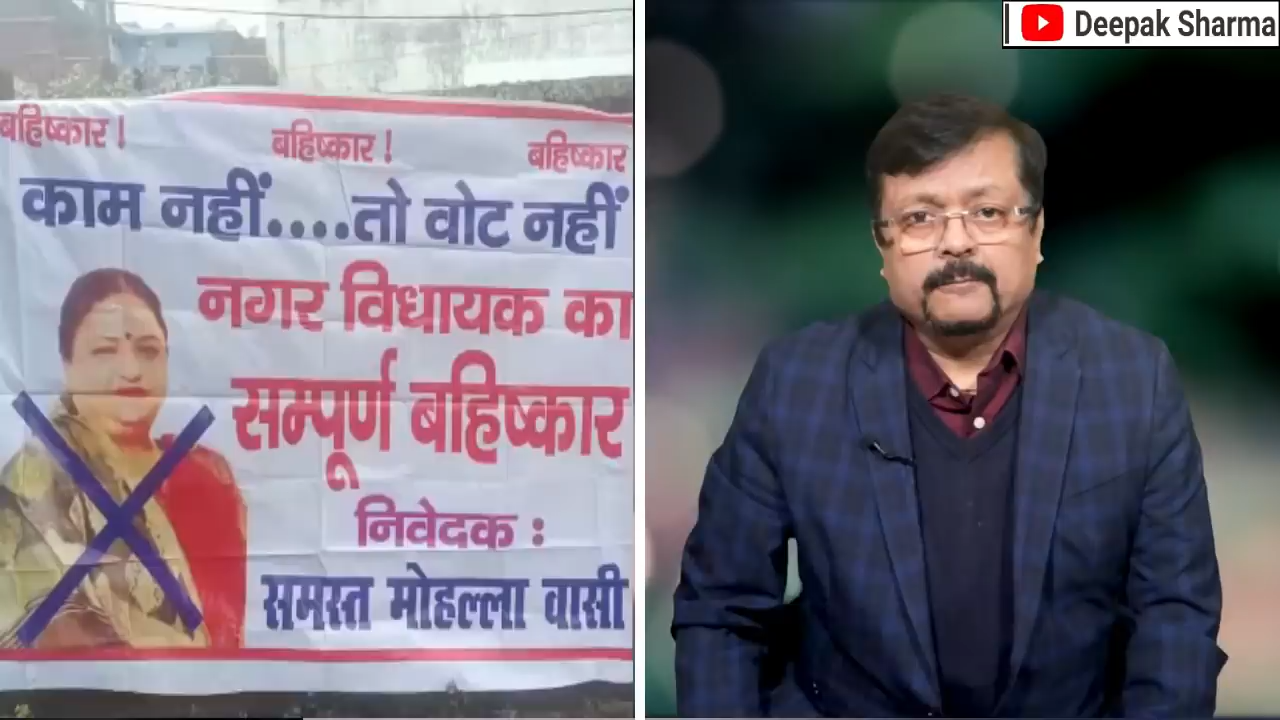 बहिष्कार! बहिष्कार! बहिष्कार
काम नहीं....तो वोट नहीं
नगर विधायक का
सम्पूर्ण बहिष्कार
निवेदक :
समस्त मोहल्ला वासी
Deepak Sharma